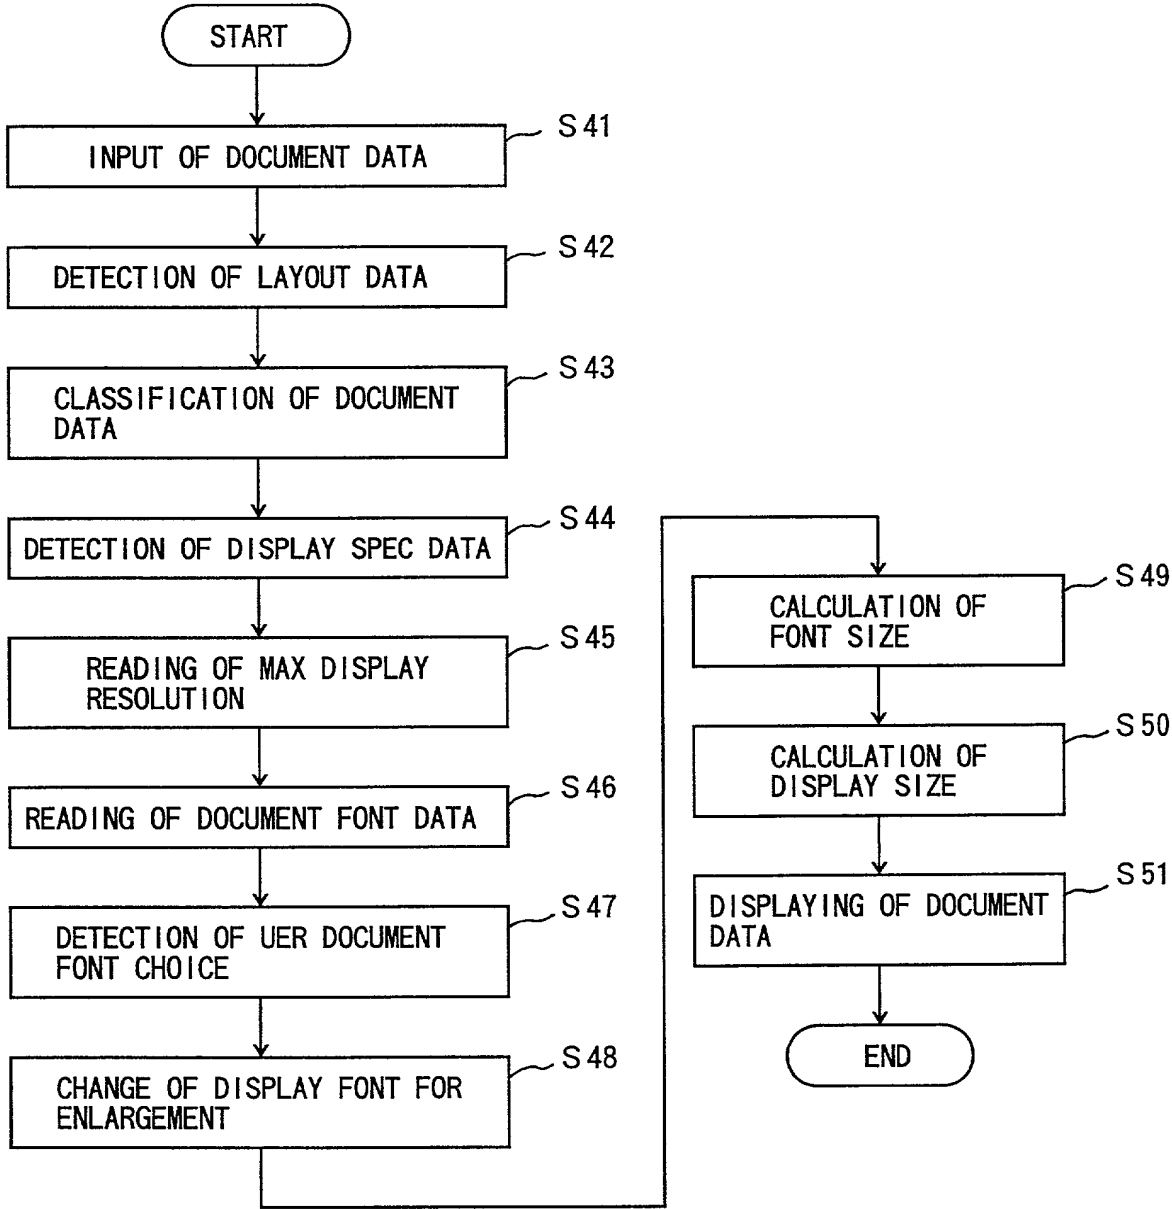 START
S41
INPUT OF DOCUMENT DATA
S42
DETECTION OF LAYOUT DATA
S43
CLASSIFICATION OF DOCUMENT
DATA
S44
DETECTION OF DISPLAY SPEC DATA
S45
READING OF MAX DISPLAY
RESOLUTION
S46
READING OF DOCUMENT FONT DATA
S47
DETECTION OF UER DOCUMENT
FONT CHOICE
S48
CHANGE OF DISPLAY FONT FOR
ENLARGEMENT
S49
CALCULATION OF
FONT SIZE
S50
CALCULATION OF
DISPLAY SIZE
S51
DISPLAYING OF DOCUMENT
DATA
END